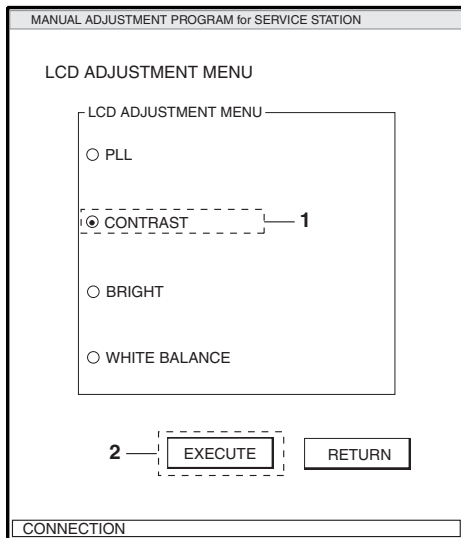 MANUAL ADJUSTMENT PROGRAM for SERVICE STATION
LCD ADJUSTMENT MENU
LCD ADJUSTMENT MENU
PLL
CONTRAST
1
BRIGHT
WHITE BALANCE
2
EXECUTE
RETURN
CONNECTION